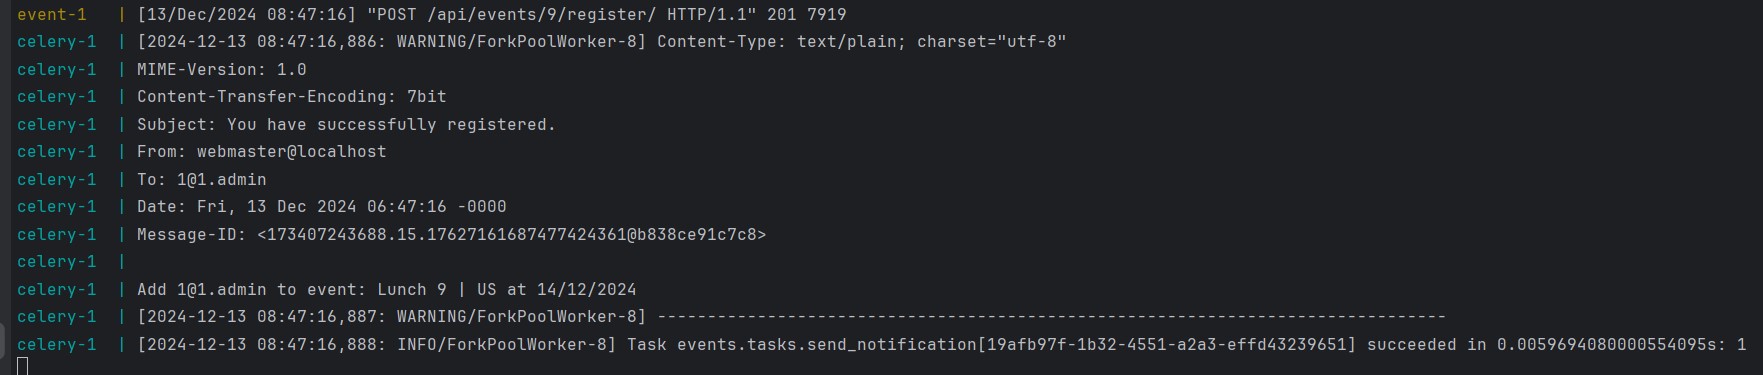 event-1   | [13/Dec/2024 08:47:16] "POST /api/events/9/register/ HTTP/1.1" 201 7919
celery-1  | [2024-12-13 08:47:16,886: WARNING/ForkPoolWorker-8] Content-Type: text/plain; charset="utf-8"
celery-1  | MIME-Version: 1.0
celery-1  | Content-Transfer-Encoding: 7bit
celery-1  | Subject: You have successfully registered.
celery-1  | From: webmaster@localhost
celery-1  | To: 1@1.admin
celery-1  | Date: Fri, 13 Dec 2024 06:47:16 -0000
celery-1  | Message-ID: <173407243688.15.17627161687477424361@b838ce91c7c8>
celery-1  |
celery-1  | Add 1@1.admin to event: Lunch 9 | US at 14/12/2024
celery-1  | [2024-12-13 08:47:16,887: WARNING/ForkPoolWorker-8] -------------------------------------------------------------------------------
celery-1  | [2024-12-13 08:47:16,888: INFO/ForkPoolWorker-8] Task events.tasks.send_notification[19afb97f-1b32-4551-a2a3-effd43239651] succeeded in 0.0059694080000554095s: 1